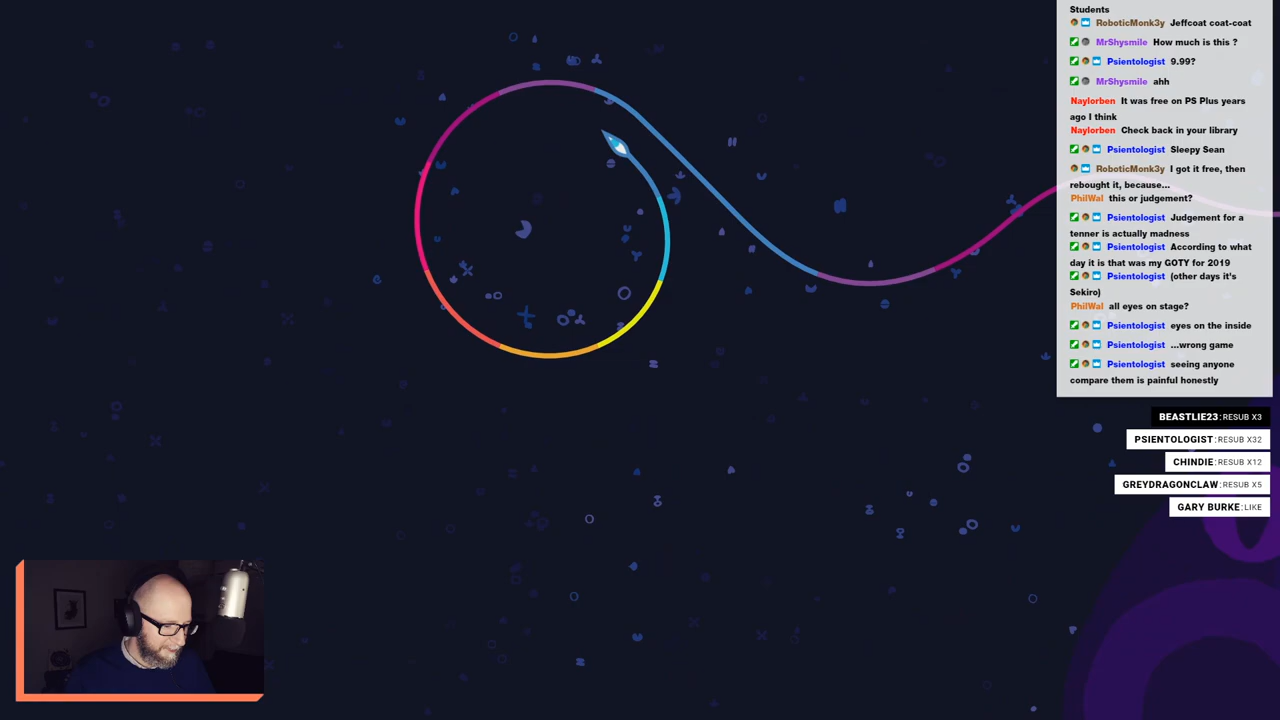 Students
RoboticMonk3y Jeffcoat coat-coat
MrShysmile How much is this ?
Psientologist 9.99?
MrShysmile ahh
Naylorben It was free on PS Plus years
ago I think
Naylorben Check back in your library
Psientologist Sleepy Sean
RoboticMonk3y I got it free, then
rebought it, because...
PhilWal this or judgement?
Psientologist Judgement for a
tenner is actually madness
Psientologist According to what
day it is that was my GOTY for 2019
Psientologist (other days it's
Sekiro)
PhilWal all eyes on stage?
Psientologist eyes on the inside
Psientologist ...wrong game
Psientologist seeing anyone
compare them is painful honestly
BEASTLIE23:RESUB X3
PSIENTOLOGIST:RESUB X32
CHINDIE:RESUB X12
GREYDRAGONCLAW:RESUB X5
GARY BURKE:LIKE